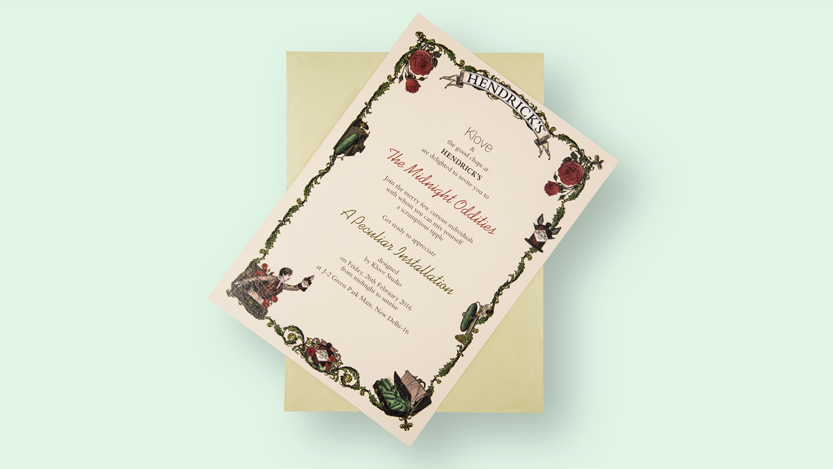 HENDRICK'S
Klove
&
the good chaps at
HENDRICK'S
are delighted to invite you to
The Midnight Oddities
Join the merry few curious individuals
with whom you can mix yourself
a scrumptious tipple
Get ready to appreciate
A Peculiar Installation
designed
by Klove Studio
on Friday, 26th February 2016
from midnight to sunrise
at J-2 Green Park Main, New Delhi-16